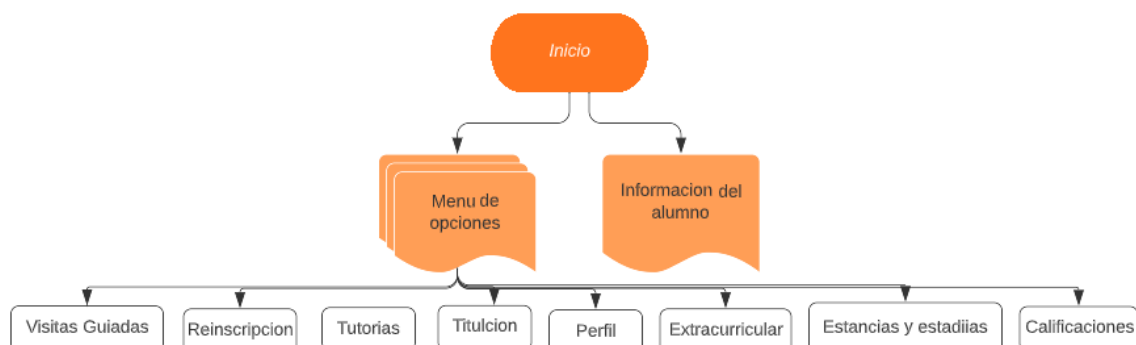 Inicio
Menu de
opciones
Informacion del
alumno
Visitas Guiadas
Reinscripcion
Tutorias
Titulcion
Perfil
Extracurricular
Estancias y estadiias
Calificaciones